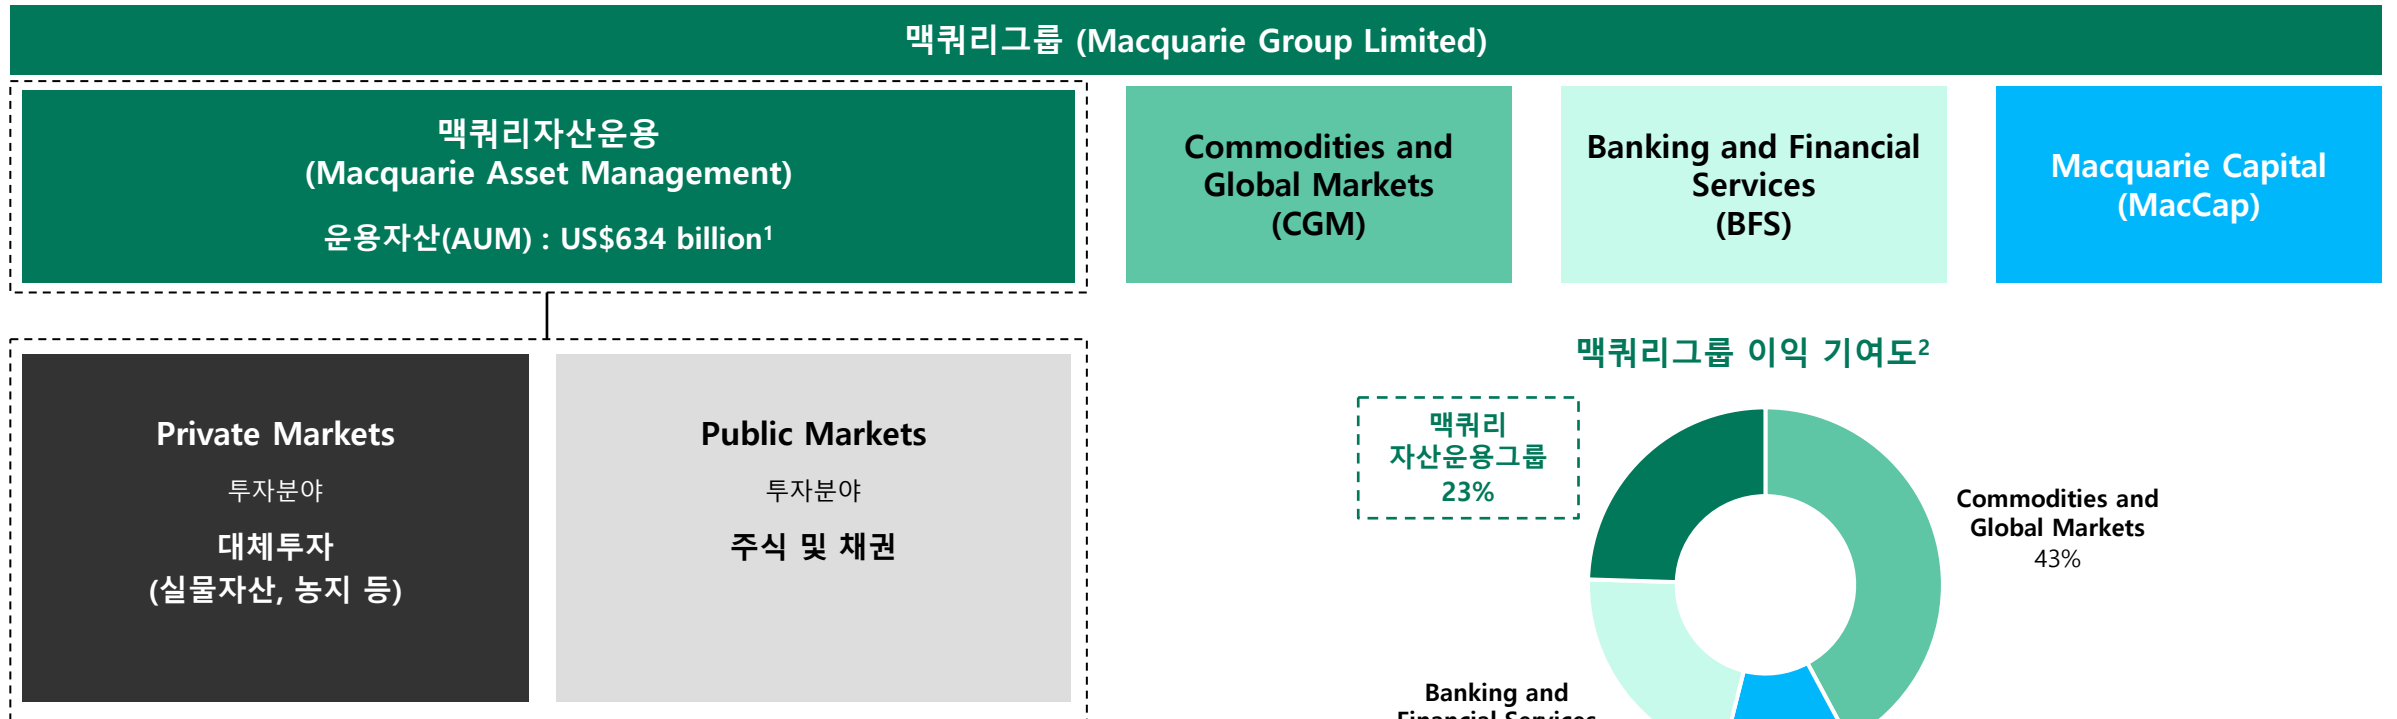 맥쿼리그룹 (Macquarie Group Limited)
맥쿼리자산운용
(Macquarie Asset Management)
운용자산(AUM) : US$634 billion¹
Commodities and
Global Markets
(CGM)
Banking and Financial
Services
(BFS)
Macquarie Capital
(MacCap)
Private Markets
투자분야
대체투자
(실물자산, 농지 등)
Public Markets
투자분야
주식 및 채권
맥쿼리그룹 이익 기여도²
맥쿼리
자산운용그룹
23%
Commodities and
Global Markets
43%
Banking and
Financial Services